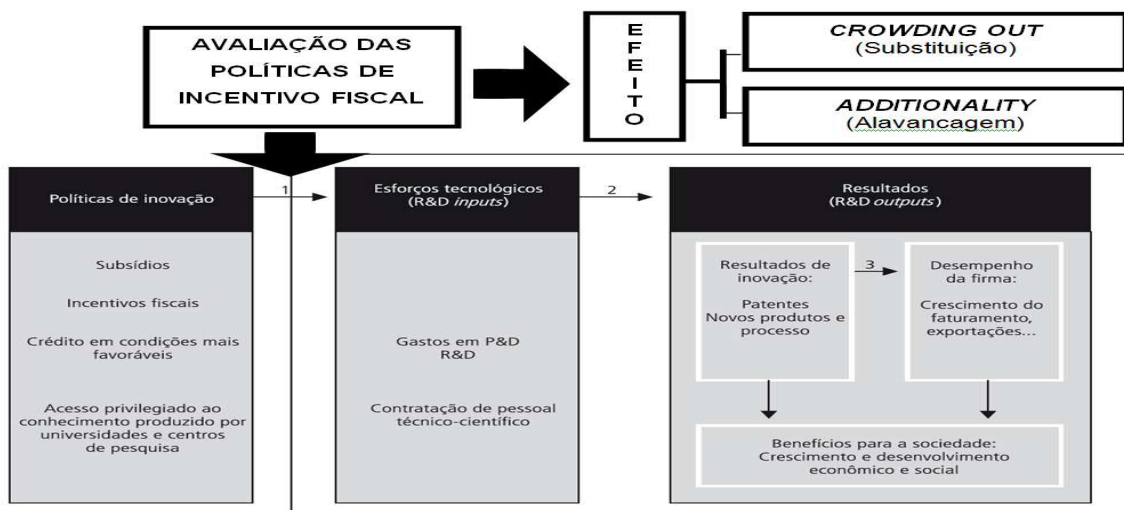 AVALIAÇÃO DAS
POLÍTICAS DE
INCENTIVO FISCAL
E
F
E
I
T
O
CROWDING OUT
(Substituição)
ADDITIONALITY
(Alavancagem)
Políticas de inovação
1
Esforços tecnológicos
(R&D inputs)
2
Resultados
(R&D outputs)
Subsídios
Incentivos fiscais
Crédito em condições mais
favoráveis
Acesso privilegiado ao
conhecimento produzido por
universidades e centros
de pesquisa
Gastos em P&D
R&D
Contratação de pessoal
técnico-científico
Resultados de
inovação:
Patentes
Novos produtos e
processo
3
Desempenho
da firma:
Crescimento do
faturamento,
exportações...
Benefícios para a sociedade:
Crescimento e desenvolvimento
econômico e social